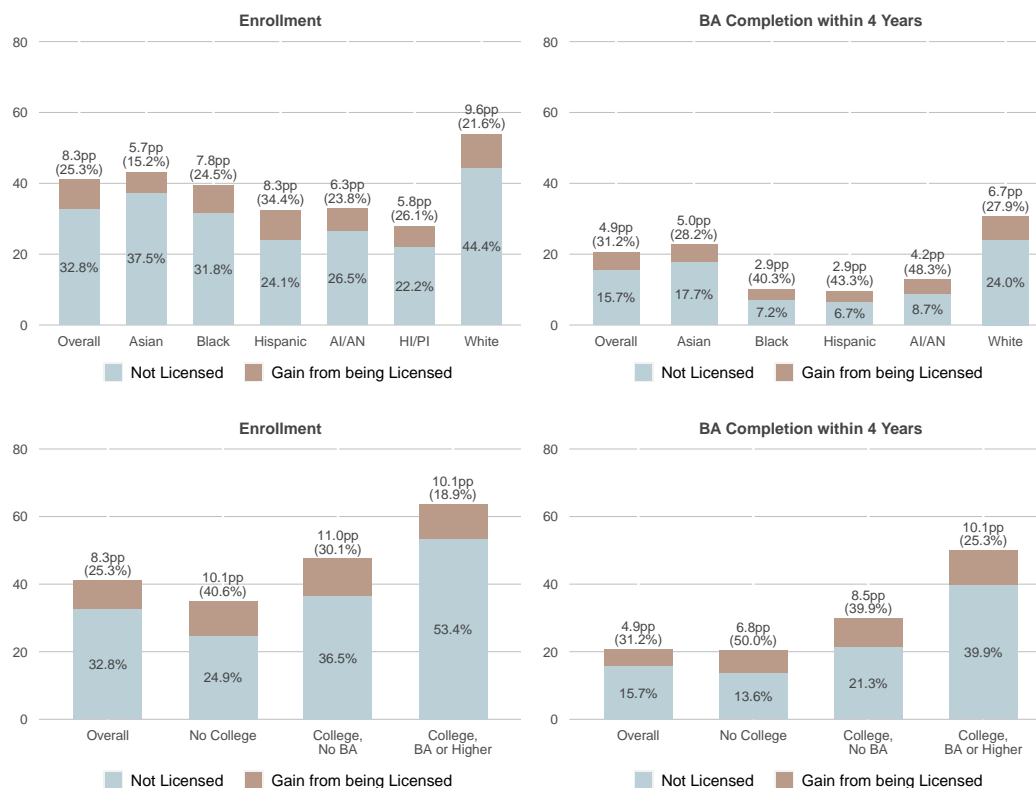 Enrollment
80
60
40
20
0
8.3pp
(25.3%)
5.7pp
(15.2%)
7.8pp
(24.5%)
8.3pp
(34.4%)
6.3pp
(23.8%)
5.8pp
(26.1%)
9.6pp
(21.6%)
32.8%
37.5%
31.8%
24.1%
26.5%
22.2%
44.4%
Overall
Asian
Black
Hispanic
AI/AN
HI/PI
White
Not Licensed
Gain from being Licensed
BA Completion within 4 Years
80
60
40
20
0
4.9pp
(31.2%)
5.0pp
(28.2%)
2.9pp
(40.3%)
2.9pp
(43.3%)
4.2pp
(48.3%)
6.7pp
(27.9%)
15.7%
17.7%
7.2%
6.7%
8.7%
24.0%
Overall
Asian
Black
Hispanic
AI/AN
White
Not Licensed
Gain from being Licensed
Enrollment
80
60
40
20
0
8.3pp
(25.3%)
10.1pp
(40.6%)
11.0pp
(30.1%)
10.1pp
(18.9%)
32.8%
24.9%
36.5%
53.4%
Overall
No College
College,
No BA
College,
BA or Higher
Not Licensed
Gain from being Licensed
BA Completion within 4 Years
80
60
40
20
0
4.9pp
(31.2%)
6.8pp
(50.0%)
8.5pp
(39.9%)
10.1pp
(25.3%)
15.7%
13.6%
21.3%
39.9%
Overall
No College
College,
No BA
College,
BA or Higher
Not Licensed
Gain from being Licensed